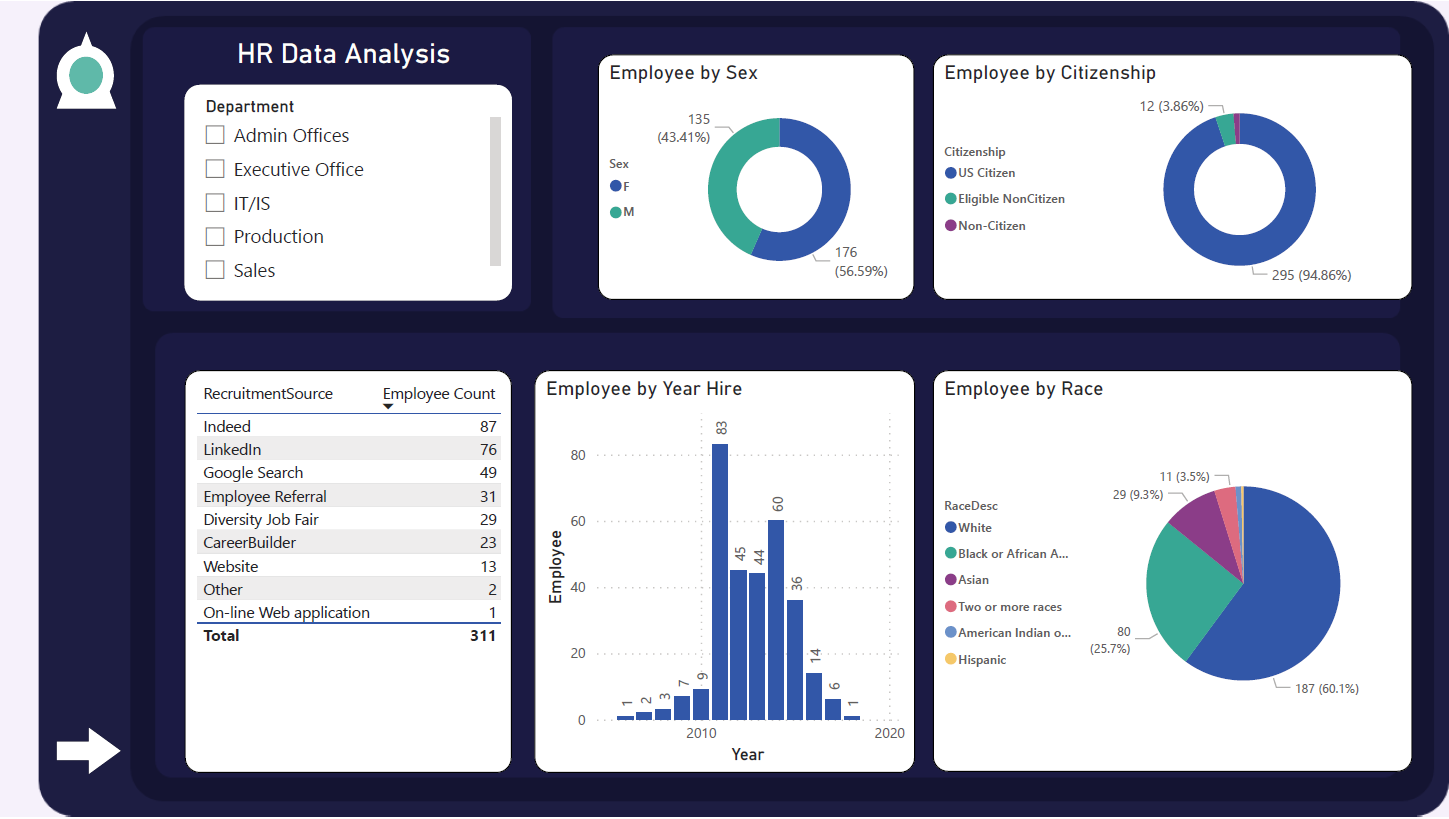 HR Data Analysis
Department
Admin Offices
Executive Office
IT/IS
Production
Sales
Employee by Sex
Sex
F
M
135
(43.41%)
176
(56.59%)
Employee by Citizenship
Citizenship
US Citizen
Eligible NonCitizen
Non-Citizen
12 (3.86%)
295 (94.86%)
RecruitmentSource Employee Count
Indeed 87
LinkedIn 76
Google Search 49
Employee Referral 31
Diversity Job Fair 29
CareerBuilder 23
Website 13
Other 2
On-line Web application 1
Total 311
Employee by Year Hire
Employee
80
60
40
20
0
1
2
3
7
9
83
45
44
60
36
14
6
1
2010 2020
Year
Employee by Race
RaceDesc
White
Black or African A...
Asian
Two or more races
American Indian o...
Hispanic
11 (3.5%)
29 (9.3%)
80
(25.7%)
187 (60.1%)